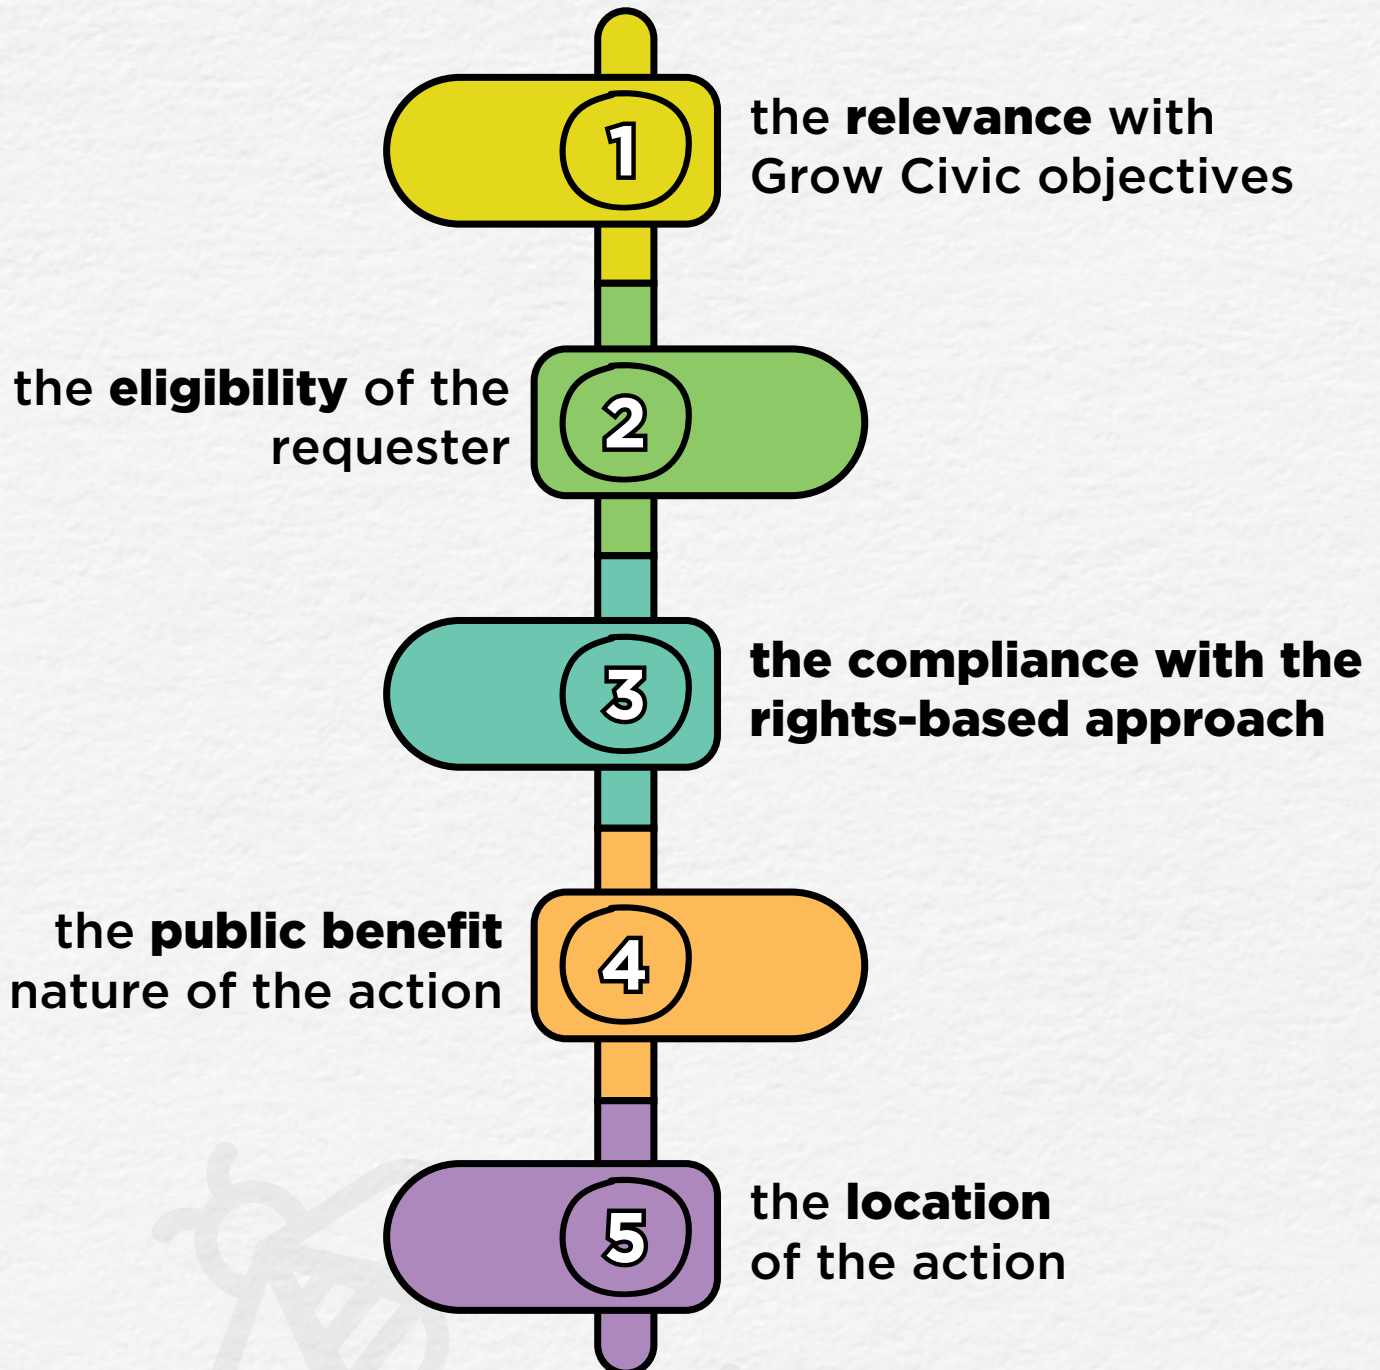 1
the relevance with
Grow Civic objectives
2
the eligibility of the
requester
3
the compliance with the
rights-based approach
4
the public benefit
nature of the action
5
the location
of the action